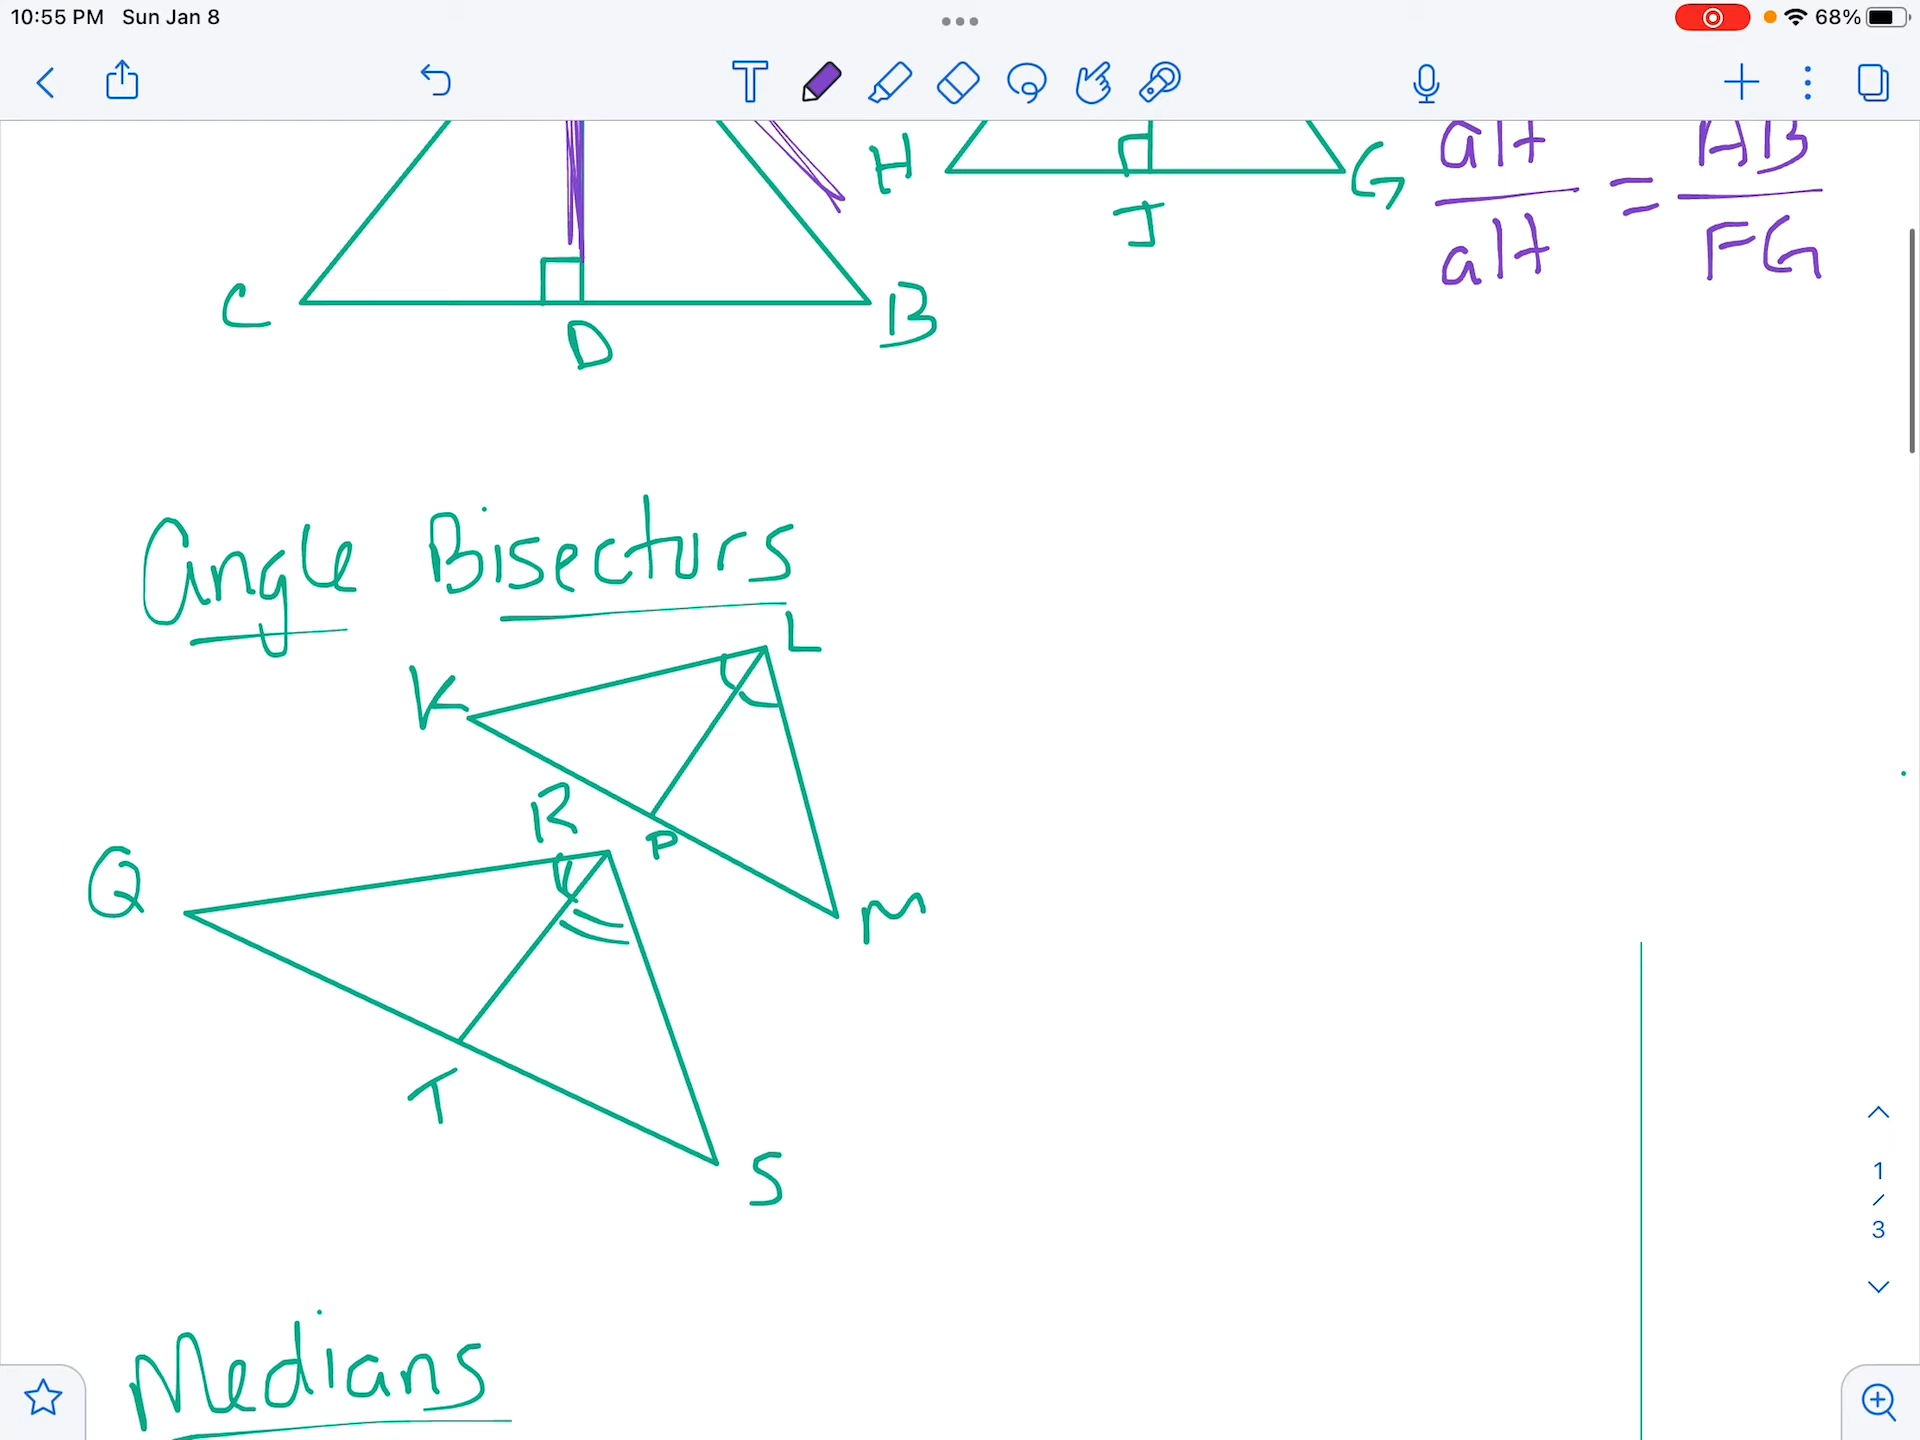 10:55 PM Sun Jan 8
68%
T
alt = AB
alt FG
H
G
J
C
B
D
Angle Bisectors
L
K
R
P
Q
M
T
S
1
/
3
Medians